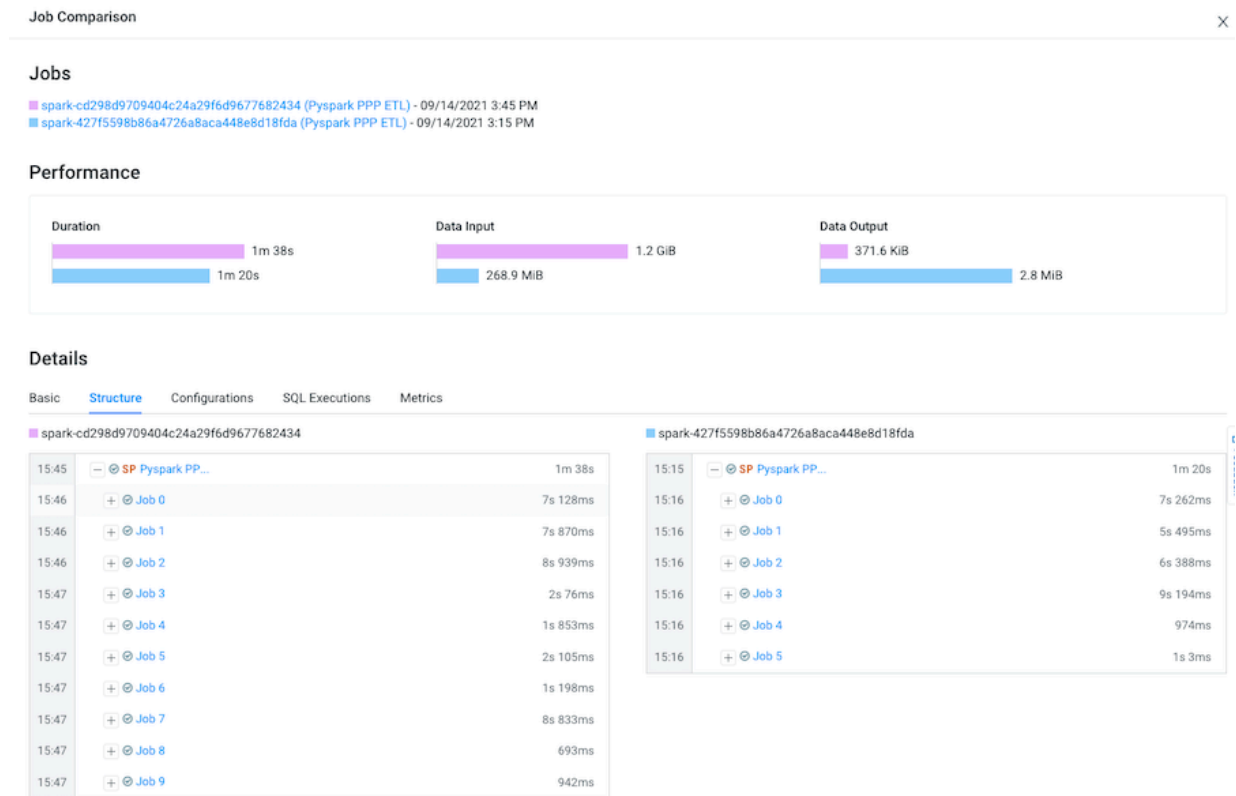 Job Comparison
Jobs
spark-cd298d9709404c24a29f6d9677682434 (Pyspark PPP ETL) - 09/14/2021 3:45 PM
spark-427f5598b86a4726a8aca448e8d18fda (Pyspark PPP ETL) - 09/14/2021 3:15 PM
Performance
Duration
1m 38s
1m 20s
Data Input
1.2 GiB
268.9 MiB
Data Output
371.6 KiB
2.8 MiB
Details
Basic Structure Configurations SQL Executions Metrics
spark-cd298d9709404c24a29f6d9677682434
15:45 SP Pyspark PP... 1m 38s
15:46 Job 0 7s 128ms
15:46 Job 1 7s 870ms
15:46 Job 2 8s 939ms
15:47 Job 3 2s 76ms
15:47 Job 4 1s 853ms
15:47 Job 5 2s 105ms
15:47 Job 6 1s 198ms
15:47 Job 7 8s 833ms
15:47 Job 8 693ms
15:47 Job 9 942ms
spark-427f5598b86a4726a8aca448e8d18fda
15:15 SP Pyspark PP... 1m 20s
15:16 Job 0 7s 262ms
15:16 Job 1 5s 495ms
15:16 Job 2 6s 388ms
15:16 Job 3 9s 194ms
15:16 Job 4 974ms
15:16 Job 5 1s 3ms